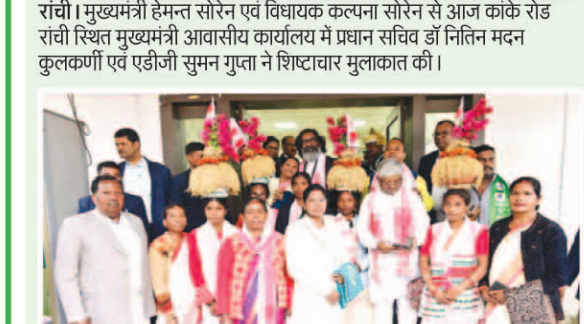 रांची। मुख्यमंत्री हेमन्त सोरेन एवं विधायक कल्पना सोरेन से आज कांके रोड
रांची स्थित मुख्यमंत्री आवासीय कार्यालय में प्रधान सचिव डॉ नितिन मदन
कुलकर्णी एवं एडीजी सुमन गुप्ता ने शिष्टाचार मुलाकात की।